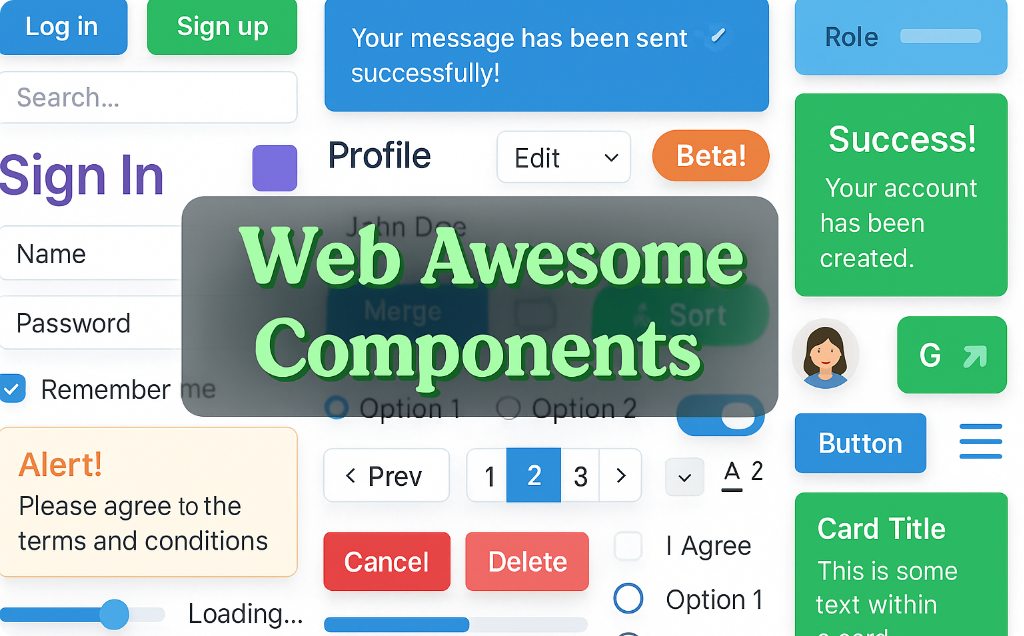 Log in
Sign up
Search...
Sign In
Name
Password
Remember me
Alert!
Please agree to the
terms and conditions
Loading...
Your message has been sent
successfully!
Profile
Edit
Beta!
John Doe
Web Awesome
Components
Merge
Sort
Option 1
Option 2
Prev
1
2
3
A 2
Cancel
Delete
I Agree
Option 1
Role
Success!
Your account
has been
created.
G
Button
Card Title
This is some
text within
a card